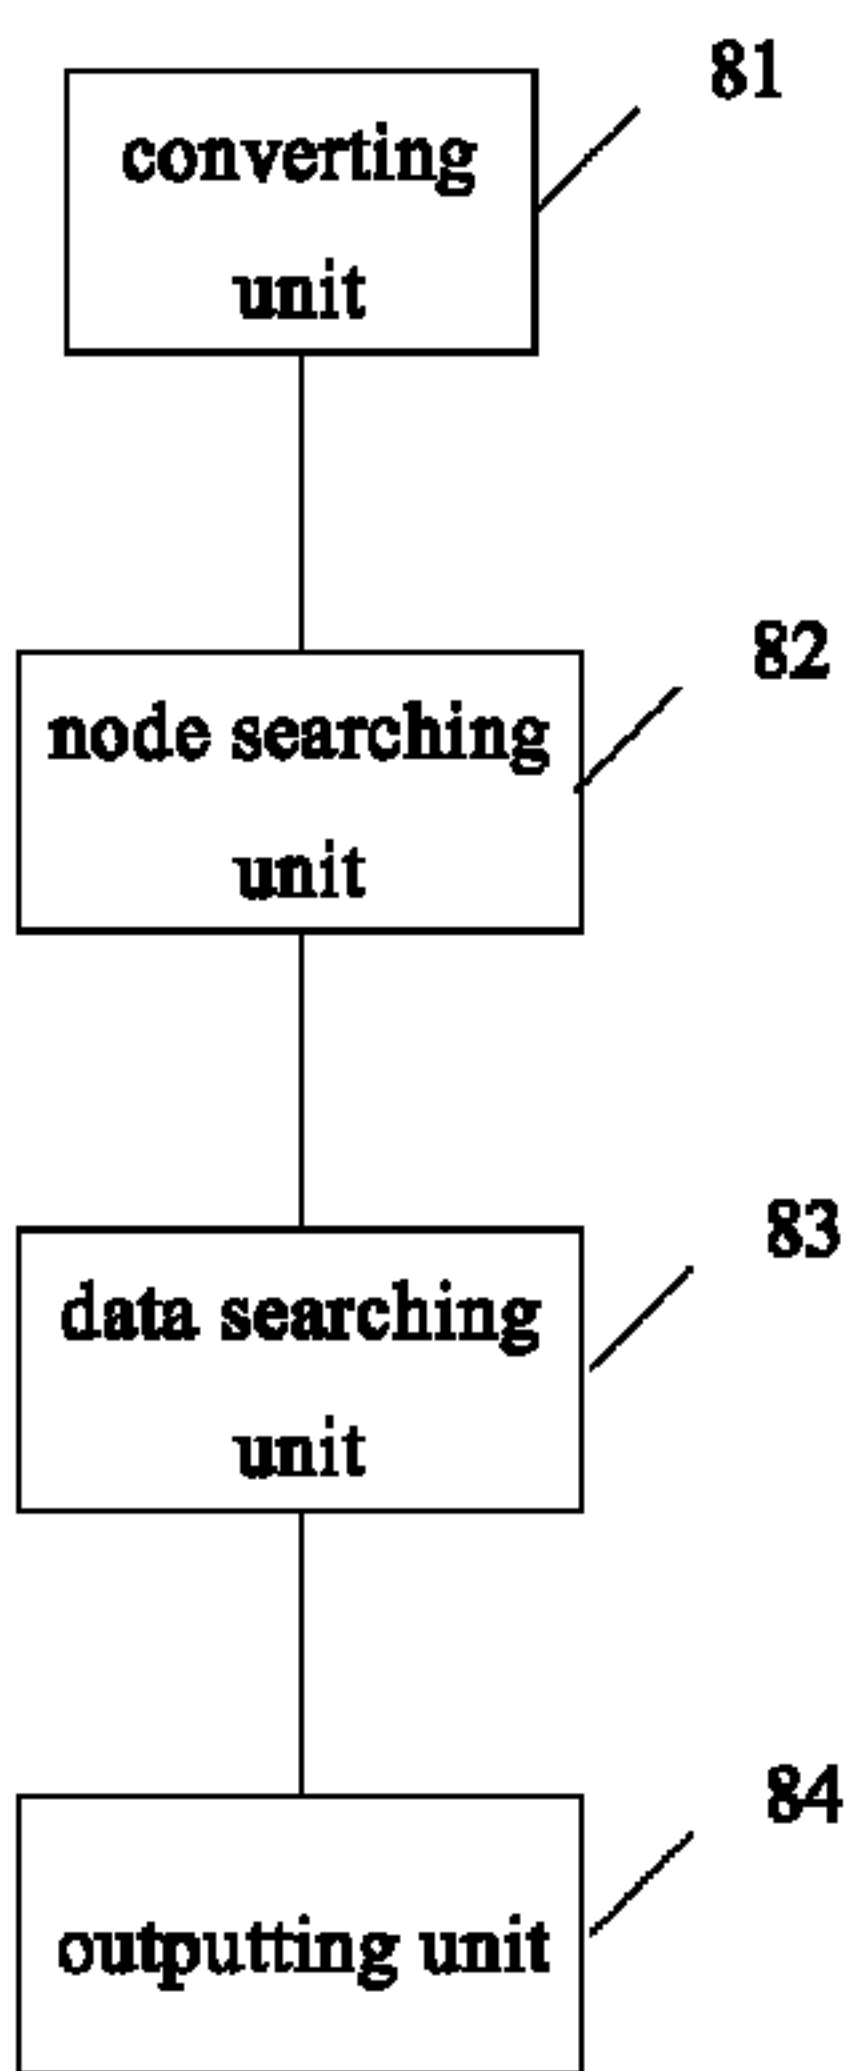 81
converting
unit
82
node searching
unit
83
data searching
unit
84
outputting unit